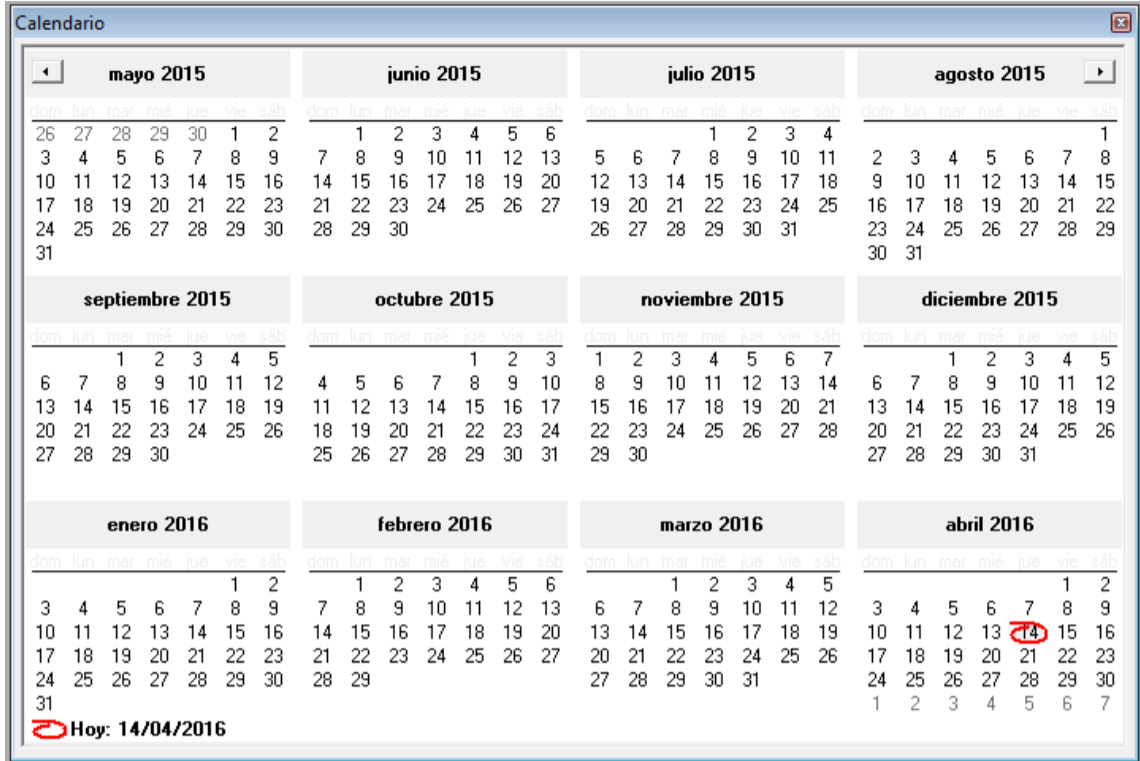 Calendario
mayo 2015 junio 2015 julio 2015 agosto 2015
dom lun mar mié jue vie sáb dom lun mar mié jue vie sáb dom lun mar mié jue vie sáb dom lun mar mié jue vie sáb
26 27 28 29 30 1 2 1 2 3 4 5 6 1 2 3 4 1
3 4 5 6 7 8 9 7 8 9 10 11 12 13 5 6 7 8 9 10 11 2 3 4 5 6 7 8
10 11 12 13 14 15 16 14 15 16 17 18 19 20 12 13 14 15 16 17 18 9 10 11 12 13 14 15
17 18 19 20 21 22 23 21 22 23 24 25 26 27 19 20 21 22 23 24 25 16 17 18 19 20 21 22
24 25 26 27 28 29 30 28 29 30 26 27 28 29 30 31 23 24 25 26 27 28 29
31 30 31
septiembre 2015 octubre 2015 noviembre 2015 diciembre 2015
dom lun mar mié jue vie sáb dom lun mar mié jue vie sáb dom lun mar mié jue vie sáb dom lun mar mié jue vie sáb
1 2 3 4 5 1 2 3 1 2 3 4 5 6 7 1 2 3 4 5
6 7 8 9 10 11 12 4 5 6 7 8 9 10 8 9 10 11 12 13 14 6 7 8 9 10 11 12
13 14 15 16 17 18 19 11 12 13 14 15 16 17 15 16 17 18 19 20 21 13 14 15 16 17 18 19
20 21 22 23 24 25 26 18 19 20 21 22 23 24 22 23 24 25 26 27 28 20 21 22 23 24 25 26
27 28 29 30 25 26 27 28 29 30 31 29 30 27 28 29 30 31
enero 2016 febrero 2016 marzo 2016 abril 2016
dom lun mar mié jue vie sáb dom lun mar mié jue vie sáb dom lun mar mié jue vie sáb dom lun mar mié jue vie sáb
1 2 1 2 3 4 5 6 1 2 3 4 5 1 2
3 4 5 6 7 8 9 7 8 9 10 11 12 13 6 7 8 9 10 11 12 3 4 5 6 7 8 9
10 11 12 13 14 15 16 14 15 16 17 18 19 20 13 14 15 16 17 18 19 10 11 12 13 14 15 16
17 18 19 20 21 22 23 21 22 23 24 25 26 27 20 21 22 23 24 25 26 17 18 19 20 21 22 23
24 25 26 27 28 29 30 28 29 27 28 29 30 31 24 25 26 27 28 29 30
31 1 2 3 4 5 6 7
Hoy: 14/04/2016